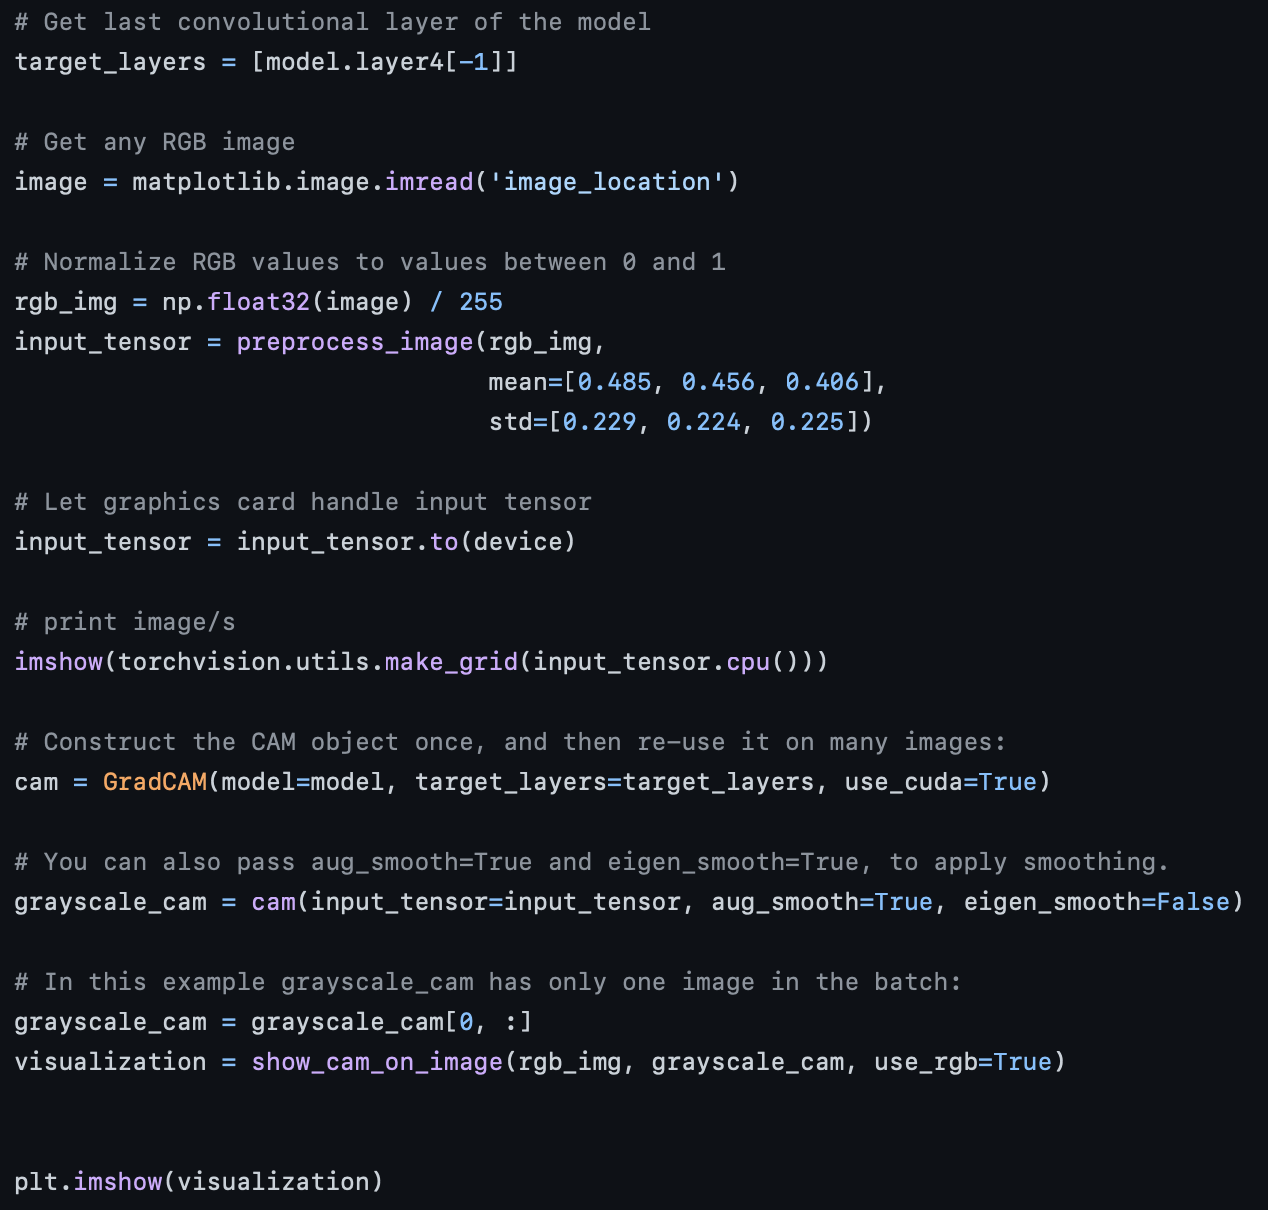 # Get last convolutional layer of the model
target_layers = [model.layer4[-1]]
# Get any RGB image
image = matplotlib.image.imread('image_location')
# Normalize RGB values to values between 0 and 1
rgb_img = np.float32(image) / 255
input_tensor = preprocess_image(rgb_img,
                                mean=[0.485, 0.456, 0.406],
                                std=[0.229, 0.224, 0.225])
# Let graphics card handle input tensor
input_tensor = input_tensor.to(device)
# print image/s
imshow(torchvision.utils.make_grid(input_tensor.cpu()))
# Construct the CAM object once, and then re-use it on many images:
cam = GradCAM(model=model, target_layers=target_layers, use_cuda=True)
# You can also pass aug_smooth=True and eigen_smooth=True, to apply smoothing.
grayscale_cam = cam(input_tensor=input_tensor, aug_smooth=True, eigen_smooth=False)
# In this example grayscale_cam has only one image in the batch:
grayscale_cam = grayscale_cam[0, :]
visualization = show_cam_on_image(rgb_img, grayscale_cam, use_rgb=True)
plt.imshow(visualization)